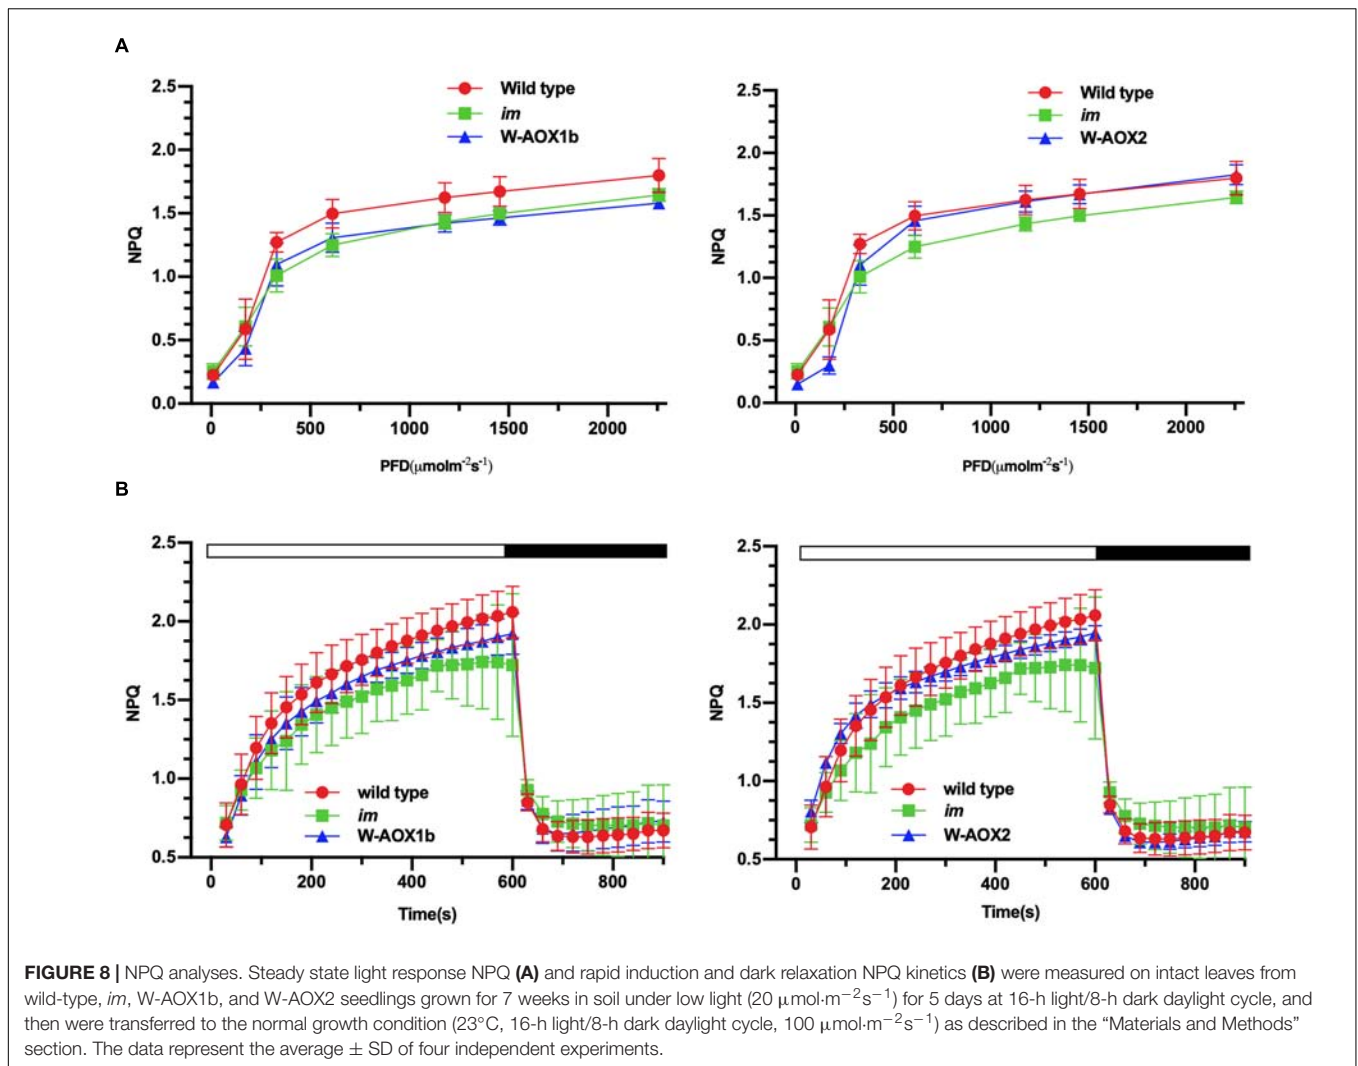 A
2.5
2.0
1.5
1.0
0.5
0.0
NPQ
Wild type
im
W-AOX1b
0 500 1000 1500 2000
PFD(μmolm⁻²s⁻¹)
2.5
2.0
1.5
1.0
0.5
0.0
NPQ
Wild type
im
W-AOX2
0 500 1000 1500 2000
PFD(μmolm⁻²s⁻¹)
B
2.5
2.0
1.5
1.0
0.5
NPQ
wild type
im
W-AOX1b
0 200 400 600 800
Time(s)
2.5
2.0
1.5
1.0
0.5
NPQ
wild type
im
W-AOX2
0 200 400 600 800
Time(s)
FIGURE 8 | NPQ analyses. Steady state light response NPQ (A) and rapid induction and dark relaxation NPQ kinetics (B) were measured on intact leaves from
wild-type, im, W-AOX1b, and W-AOX2 seedlings grown for 7 weeks in soil under low light (20 μmol·m−2s−1) for 5 days at 16-h light/8-h dark daylight cycle, and
then were transferred to the normal growth condition (23°C, 16-h light/8-h dark daylight cycle, 100 μmol·m−2s−1) as described in the “Materials and Methods”
section. The data represent the average ± SD of four independent experiments.